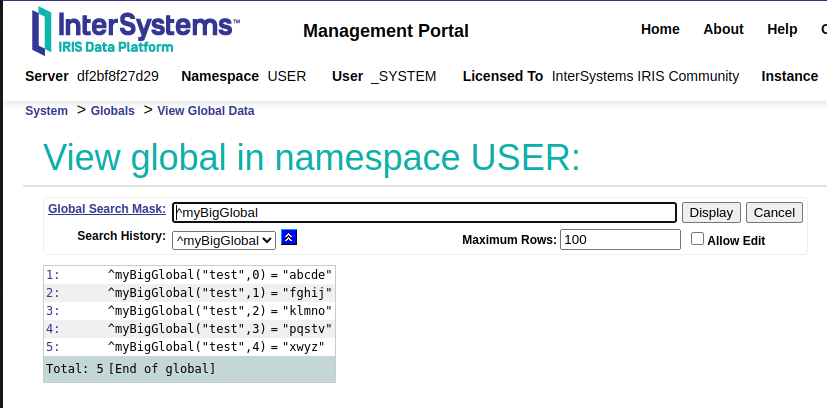 InterSystems™
IRIS Data Platform
Management Portal
Home About Help
Server df2bf8f27d29 Namespace USER User _SYSTEM Licensed To InterSystems IRIS Community Instance
System > Globals > View Global Data
View global in namespace USER:
Global Search Mask: ^myBigGlobal Display Cancel
Search History: ^myBigGlobal Maximum Rows: 100 Allow Edit
1: ^myBigGlobal("test",0) = "abcde"
2: ^myBigGlobal("test",1) = "fghij"
3: ^myBigGlobal("test",2) = "klmno"
4: ^myBigGlobal("test",3) = "pqstv"
5: ^myBigGlobal("test",4) = "xwyz"
Total: 5 [End of global]